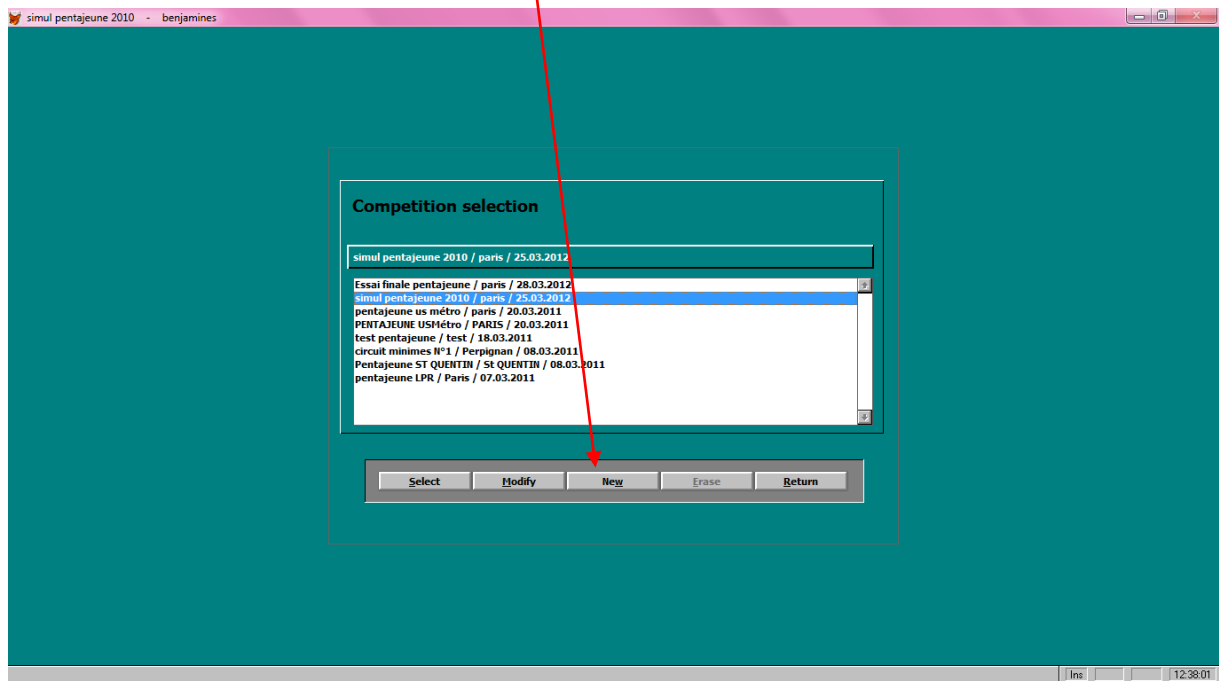 simul pentajeune 2010 - benjamines
Competition selection
simul pentajeune 2010 / paris / 25.03.2012
Essai finale pentajeune / paris / 28.03.2012
simul pentajeune 2010 / paris / 25.03.2012
pentajeune us métro / paris / 20.03.2011
PENTAJEUNE USMétro / PARIS / 20.03.2011
test pentajeune / test / 18.03.2011
circuit minimes N°1 / Perpignan / 08.03.2011
Pentajeune ST QUENTIN / St QUENTIN / 08.03.2011
pentajeune LPR / Paris / 07.03.2011
Select Modify New Erase Return
Ins 12:38:01